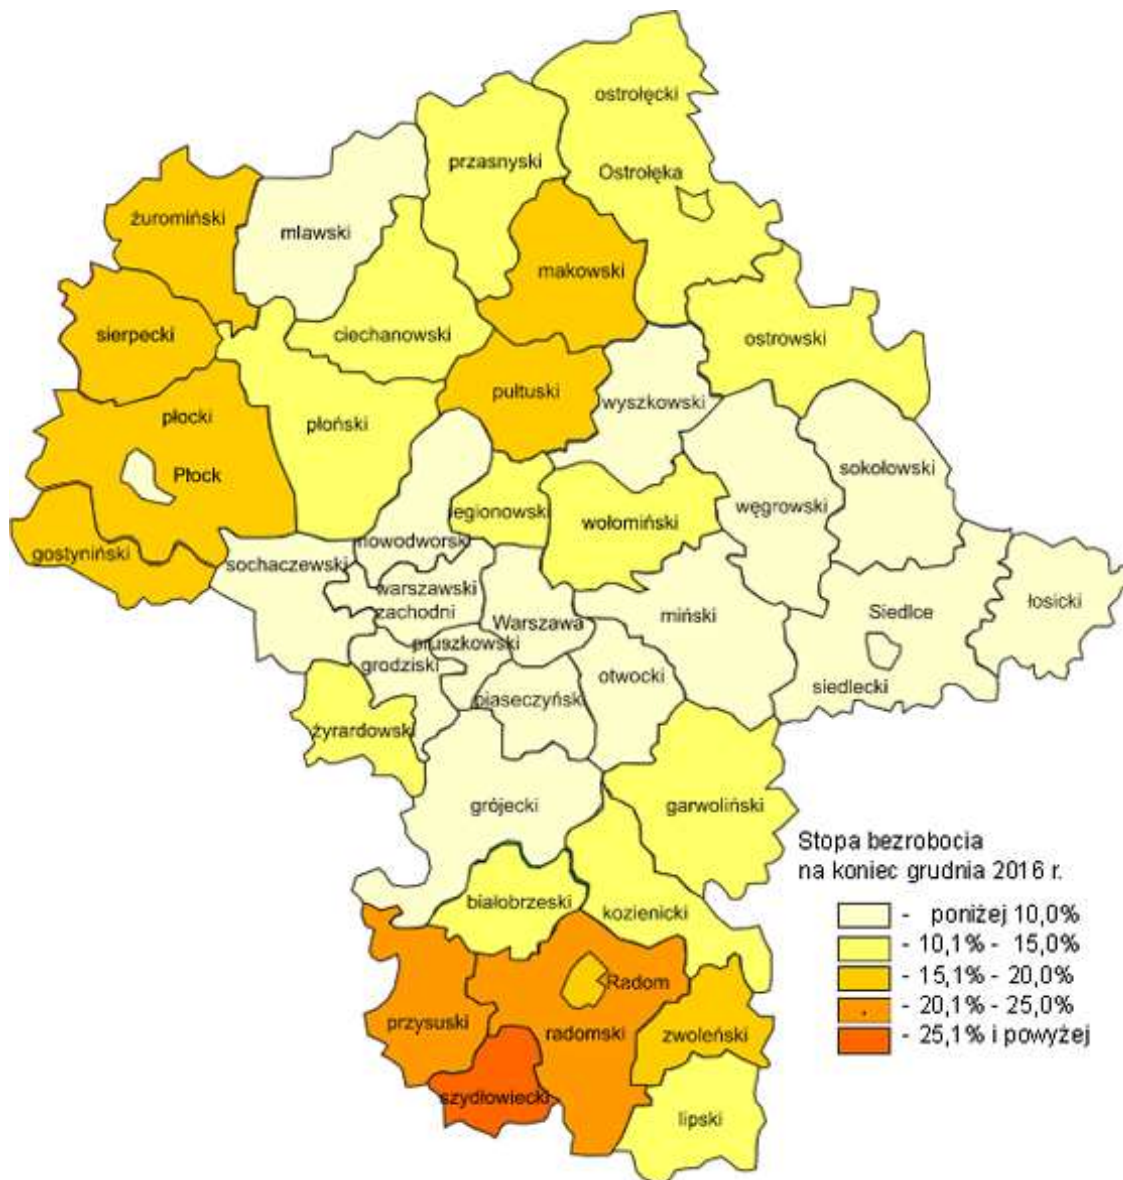 ostrołęcki
przasnyski
Ostrołęka
żuromiński
mławski
makowski
sierpecki
ciechanowski
ostrowski
pułtuski
wyszkowski
płocki
płoński
sokołowski
Płock
węgrowski
legionowski
wołomiński
nowodworski
gostyniński
sochaczewski
warszawski
zachodni
Siedlce
łosicki
miński
Warszawa
pruszkowski
grodziski
otwocki
siedlecki
piaseczyński
żyrardowski
grójecki
garwoliński
Stopa bezrobocia
na koniec grudnia 2016 r.
białobrzeski
kozienicki
- poniżej 10,0%
- 10,1% - 15,0%
- 15,1% - 20,0%
- 20,1% - 25,0%
- 25,1% i powyżej
Radom
przysuski
radomski
zwoleński
szydłowiecki
lipski